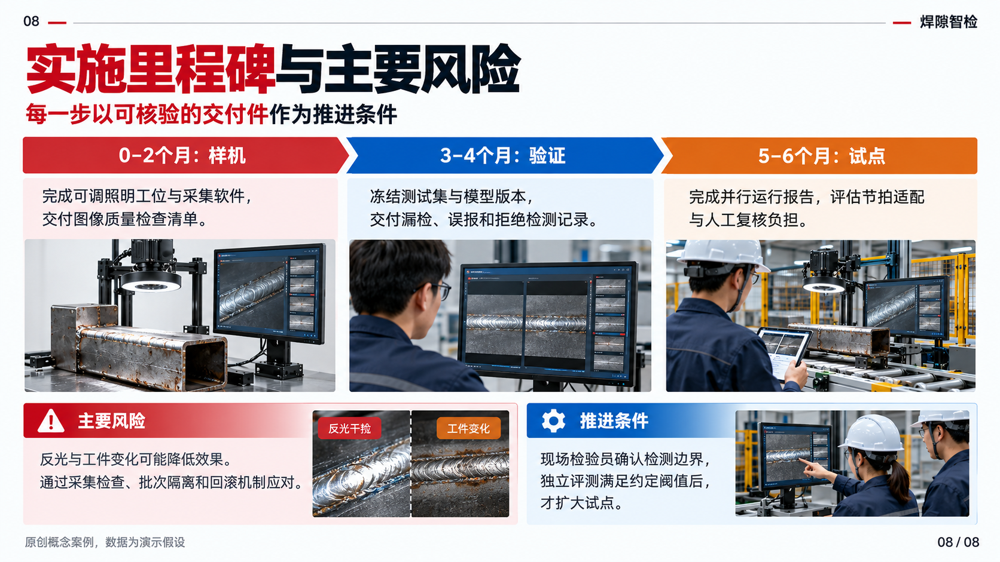 08
焊隙智检
实施里程碑与主要风险
每一步以可核验的交付件作为推进条件
0–2个月：样机
3–4个月：验证
5–6个月：试点
完成可调照明工位与采集软件，
交付图像质量检查清单。
冻结测试集与模型版本，
交付漏检、误报和拒绝检测记录。
完成并行运行报告，评估节拍适配
与人工复核负担。
主要风险
反光干捡
工件变化
反光与工件变化可能降低效果。
通过采集检查、批次隔离和回滚机制应对。
推进条件
现场检验员确认检测边界，
独立评测满足约定阈值后，
才扩大试点。
原创概念案例，数据为演示假设
08 / 08